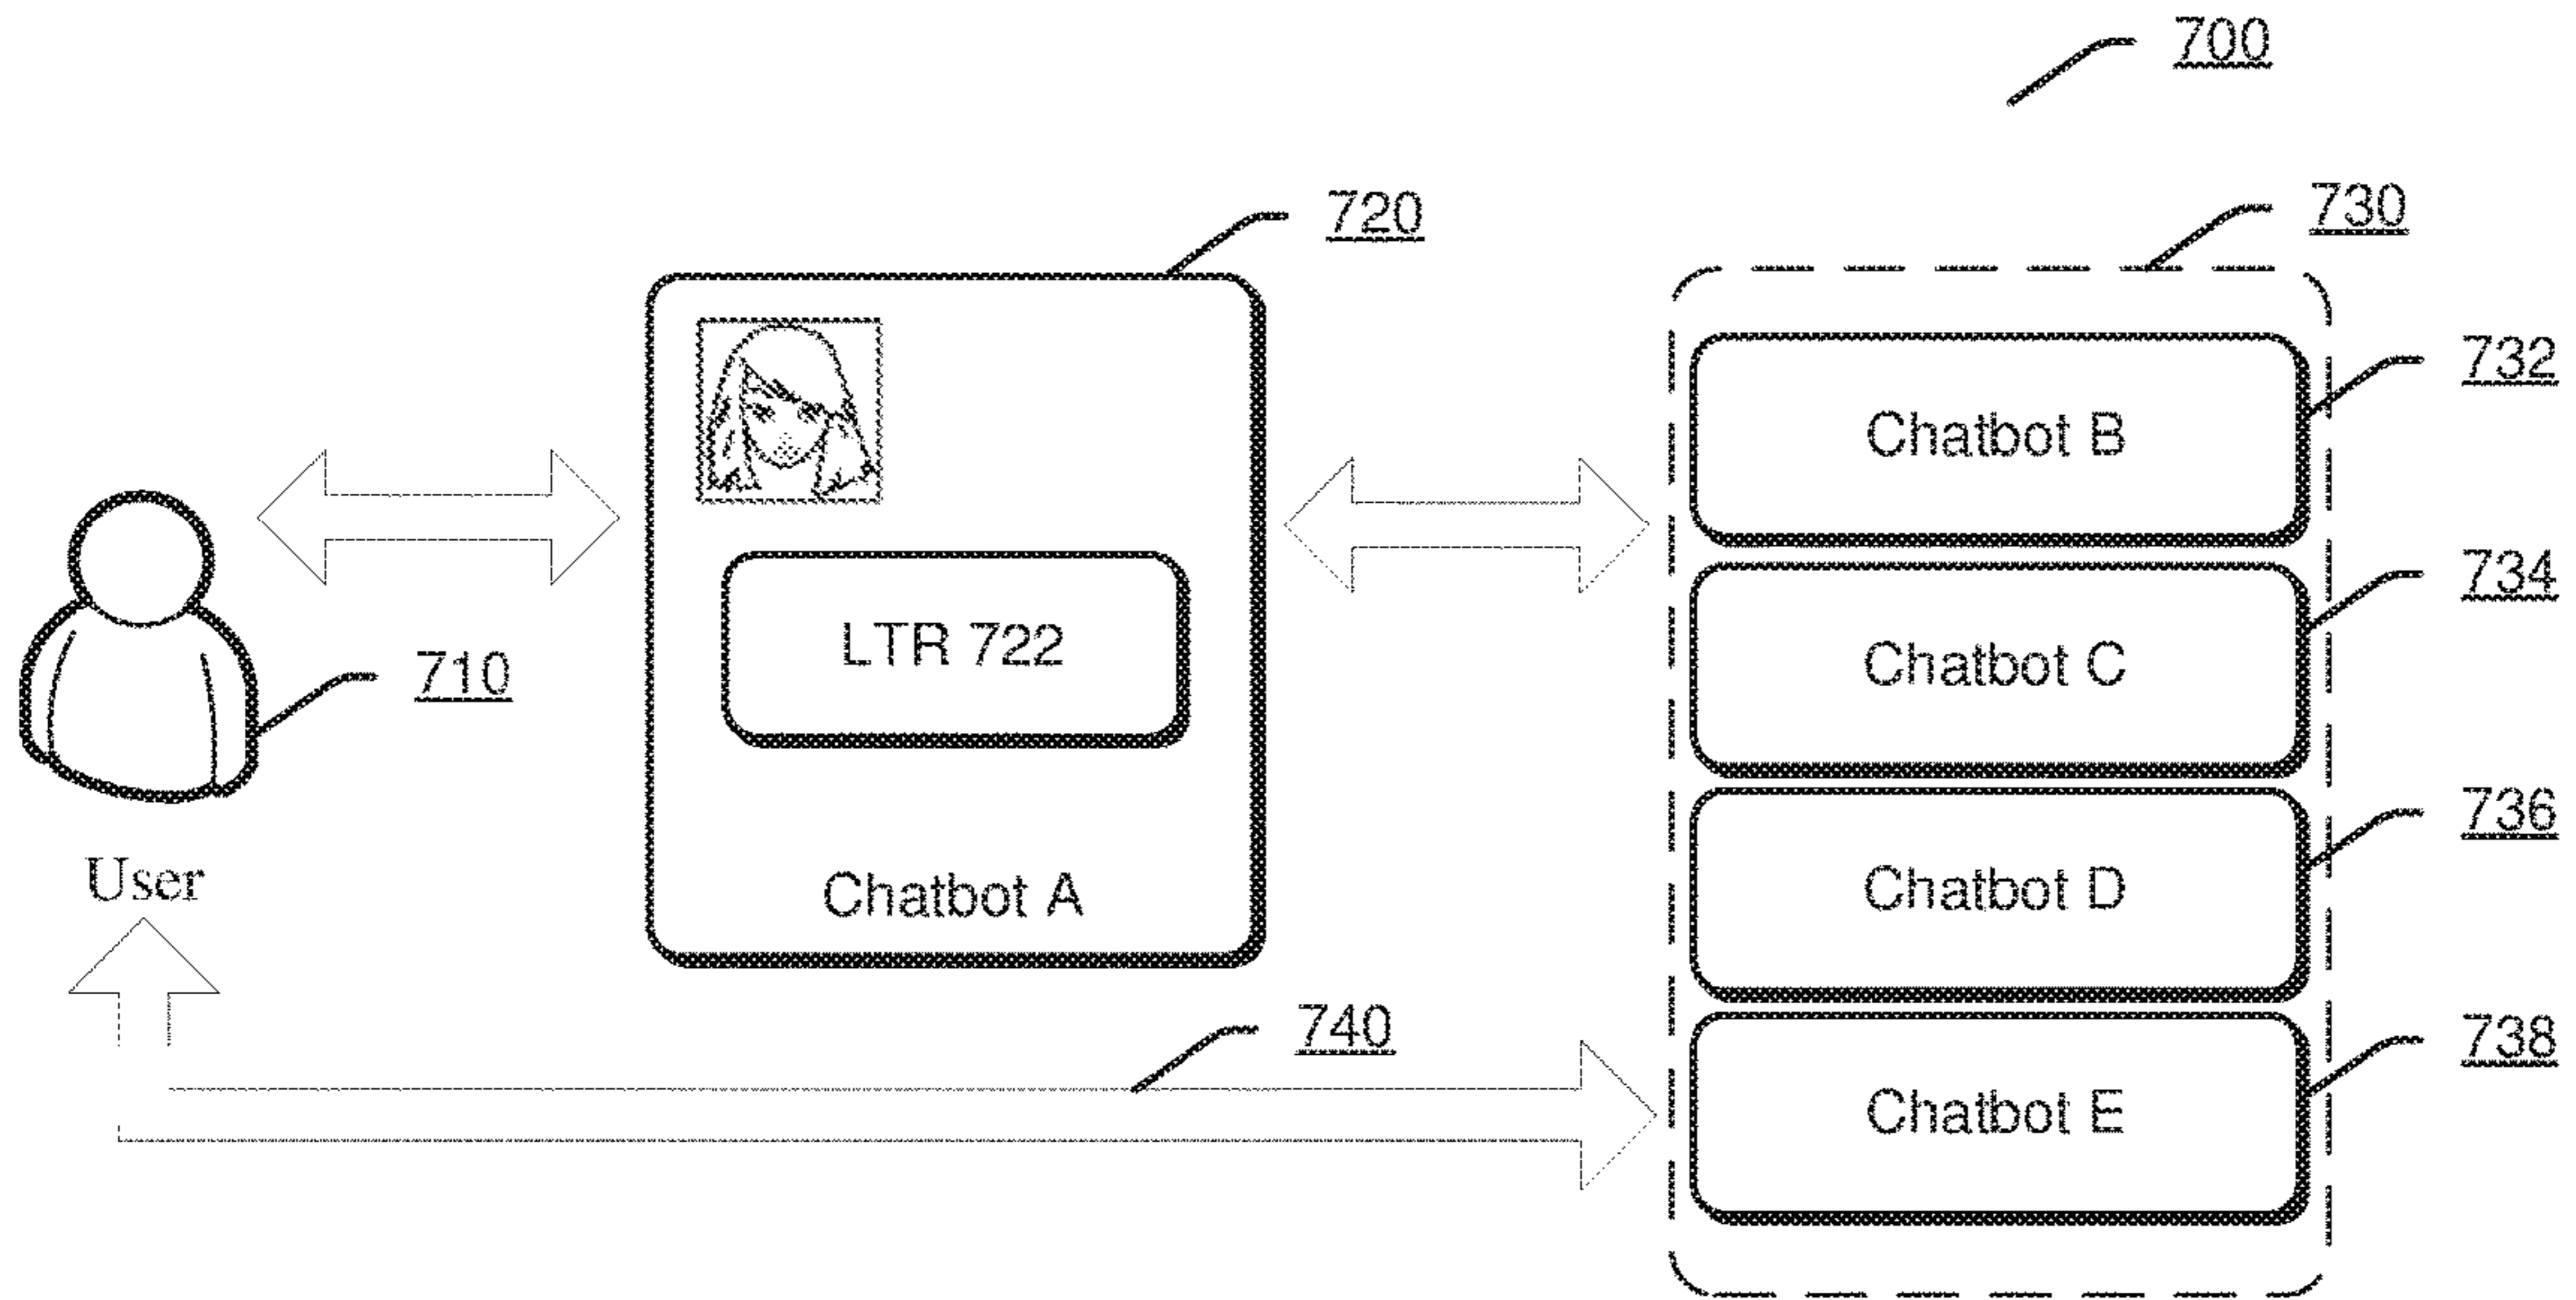 700
720
730
732
Chatbot B
734
LTR 722
Chatbot C
710
736
User
Chatbot A
Chatbot D
740
738
Chatbot E